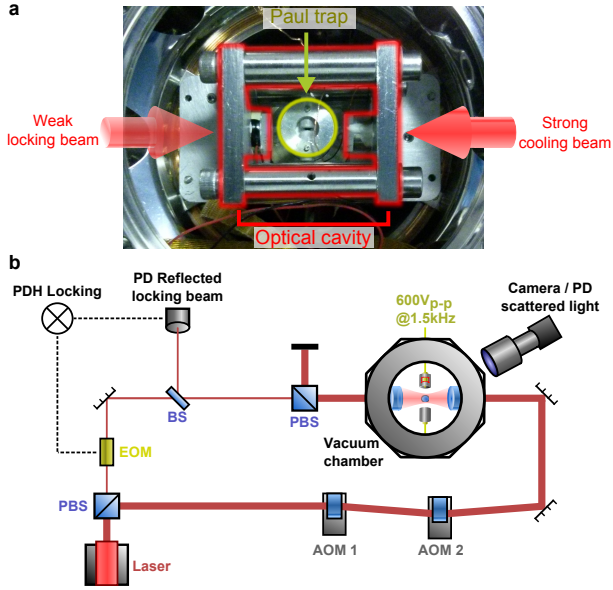 a
Paul trap
Weak
locking beam
Strong
cooling beam
Optical cavity
b
PDH Locking
PD Reflected
locking beam
600Vp-p
@1.5kHz
Camera / PD
scattered light
BS
PBS
EOM
Vacuum
chamber
PBS
AOM 1
AOM 2
Laser